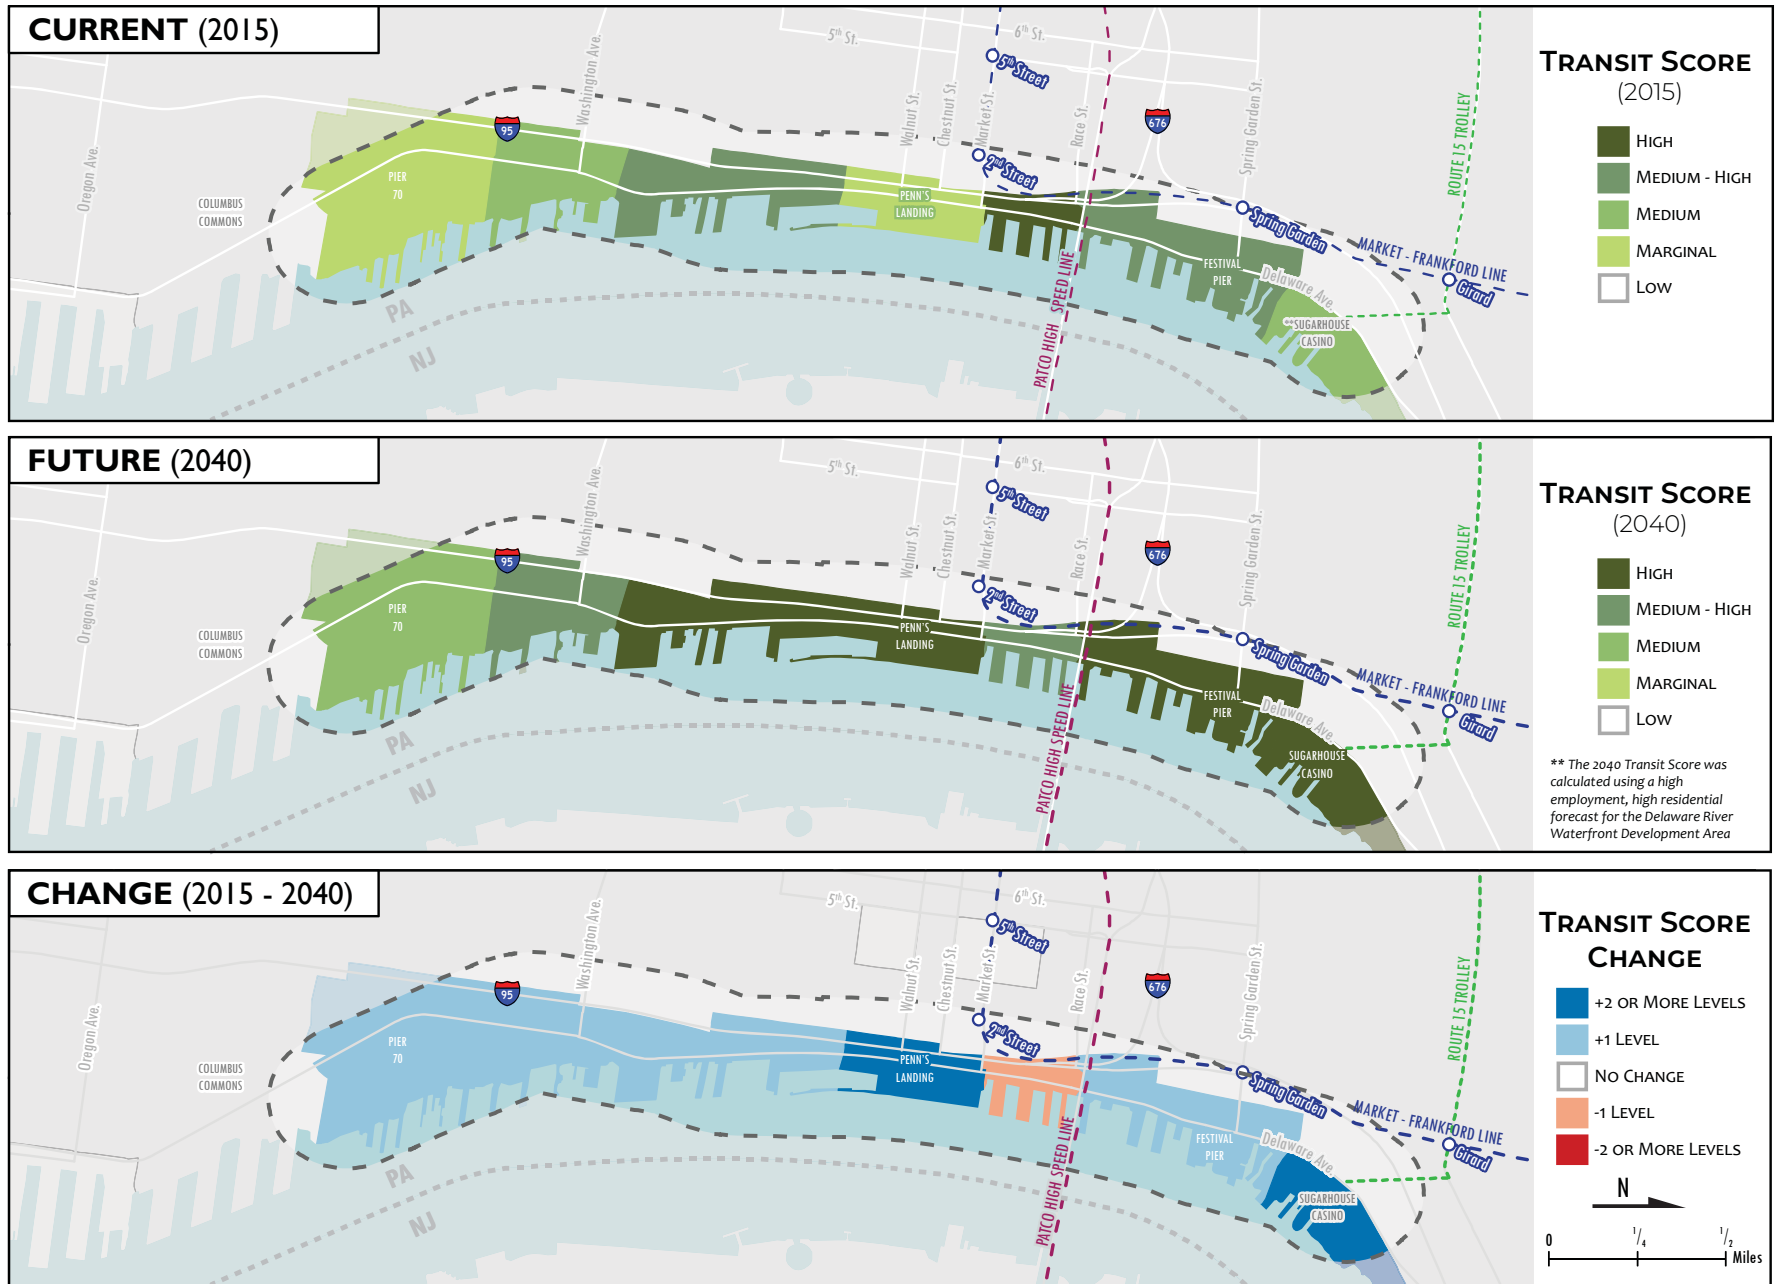 CURRENT (2015)
5th St.
6th St.
5th Street
Washington Ave.
Oregon Ave.
Walnut St.
Chestnut St.
Market St.
Race St.
Spring Garden St.
95
676
2nd Street
PIER
70
COLUMBUS
COMMONS
PENN'S
LANDING
Spring Garden
MARKET - FRANKFORD LINE
Girard
ROUTE 15 TROLLEY
FESTIVAL
PIER
Delaware Ave.
**SUGARHOUSE
CASINO
PATCO HIGH SPEED LINE
PA
NJ
TRANSIT SCORE
(2015)
HIGH
MEDIUM - HIGH
MEDIUM
MARGINAL
LOW
FUTURE (2040)
5th St.
6th St.
5th Street
Washington Ave.
Oregon Ave.
Walnut St.
Chestnut St.
Market St.
Race St.
Spring Garden St.
95
676
2nd Street
PIER
70
COLUMBUS
COMMONS
PENN'S
LANDING
Spring Garden
MARKET - FRANKFORD LINE
Girard
ROUTE 15 TROLLEY
FESTIVAL
PIER
Delaware Ave.
SUGARHOUSE
CASINO
PATCO HIGH SPEED LINE
PA
NJ
TRANSIT SCORE
(2040)
HIGH
MEDIUM - HIGH
MEDIUM
MARGINAL
LOW
** The 2040 Transit Score was
calculated using a high
employment, high residential
forecast for the Delaware River
Waterfront Development Area
CHANGE (2015 - 2040)
5th St.
6th St.
5th Street
Washington Ave.
Oregon Ave.
Walnut St.
Chestnut St.
Market St.
Race St.
Spring Garden St.
95
676
2nd Street
PIER
70
COLUMBUS
COMMONS
PENN'S
LANDING
Spring Garden
MARKET - FRANKFORD LINE
Girard
ROUTE 15 TROLLEY
FESTIVAL
PIER
Delaware Ave.
SUGARHOUSE
CASINO
PATCO HIGH SPEED LINE
PA
NJ
TRANSIT SCORE
CHANGE
+2 OR MORE LEVELS
+1 LEVEL
NO CHANGE
-1 LEVEL
-2 OR MORE LEVELS
N
0
1/4
1/2
Miles